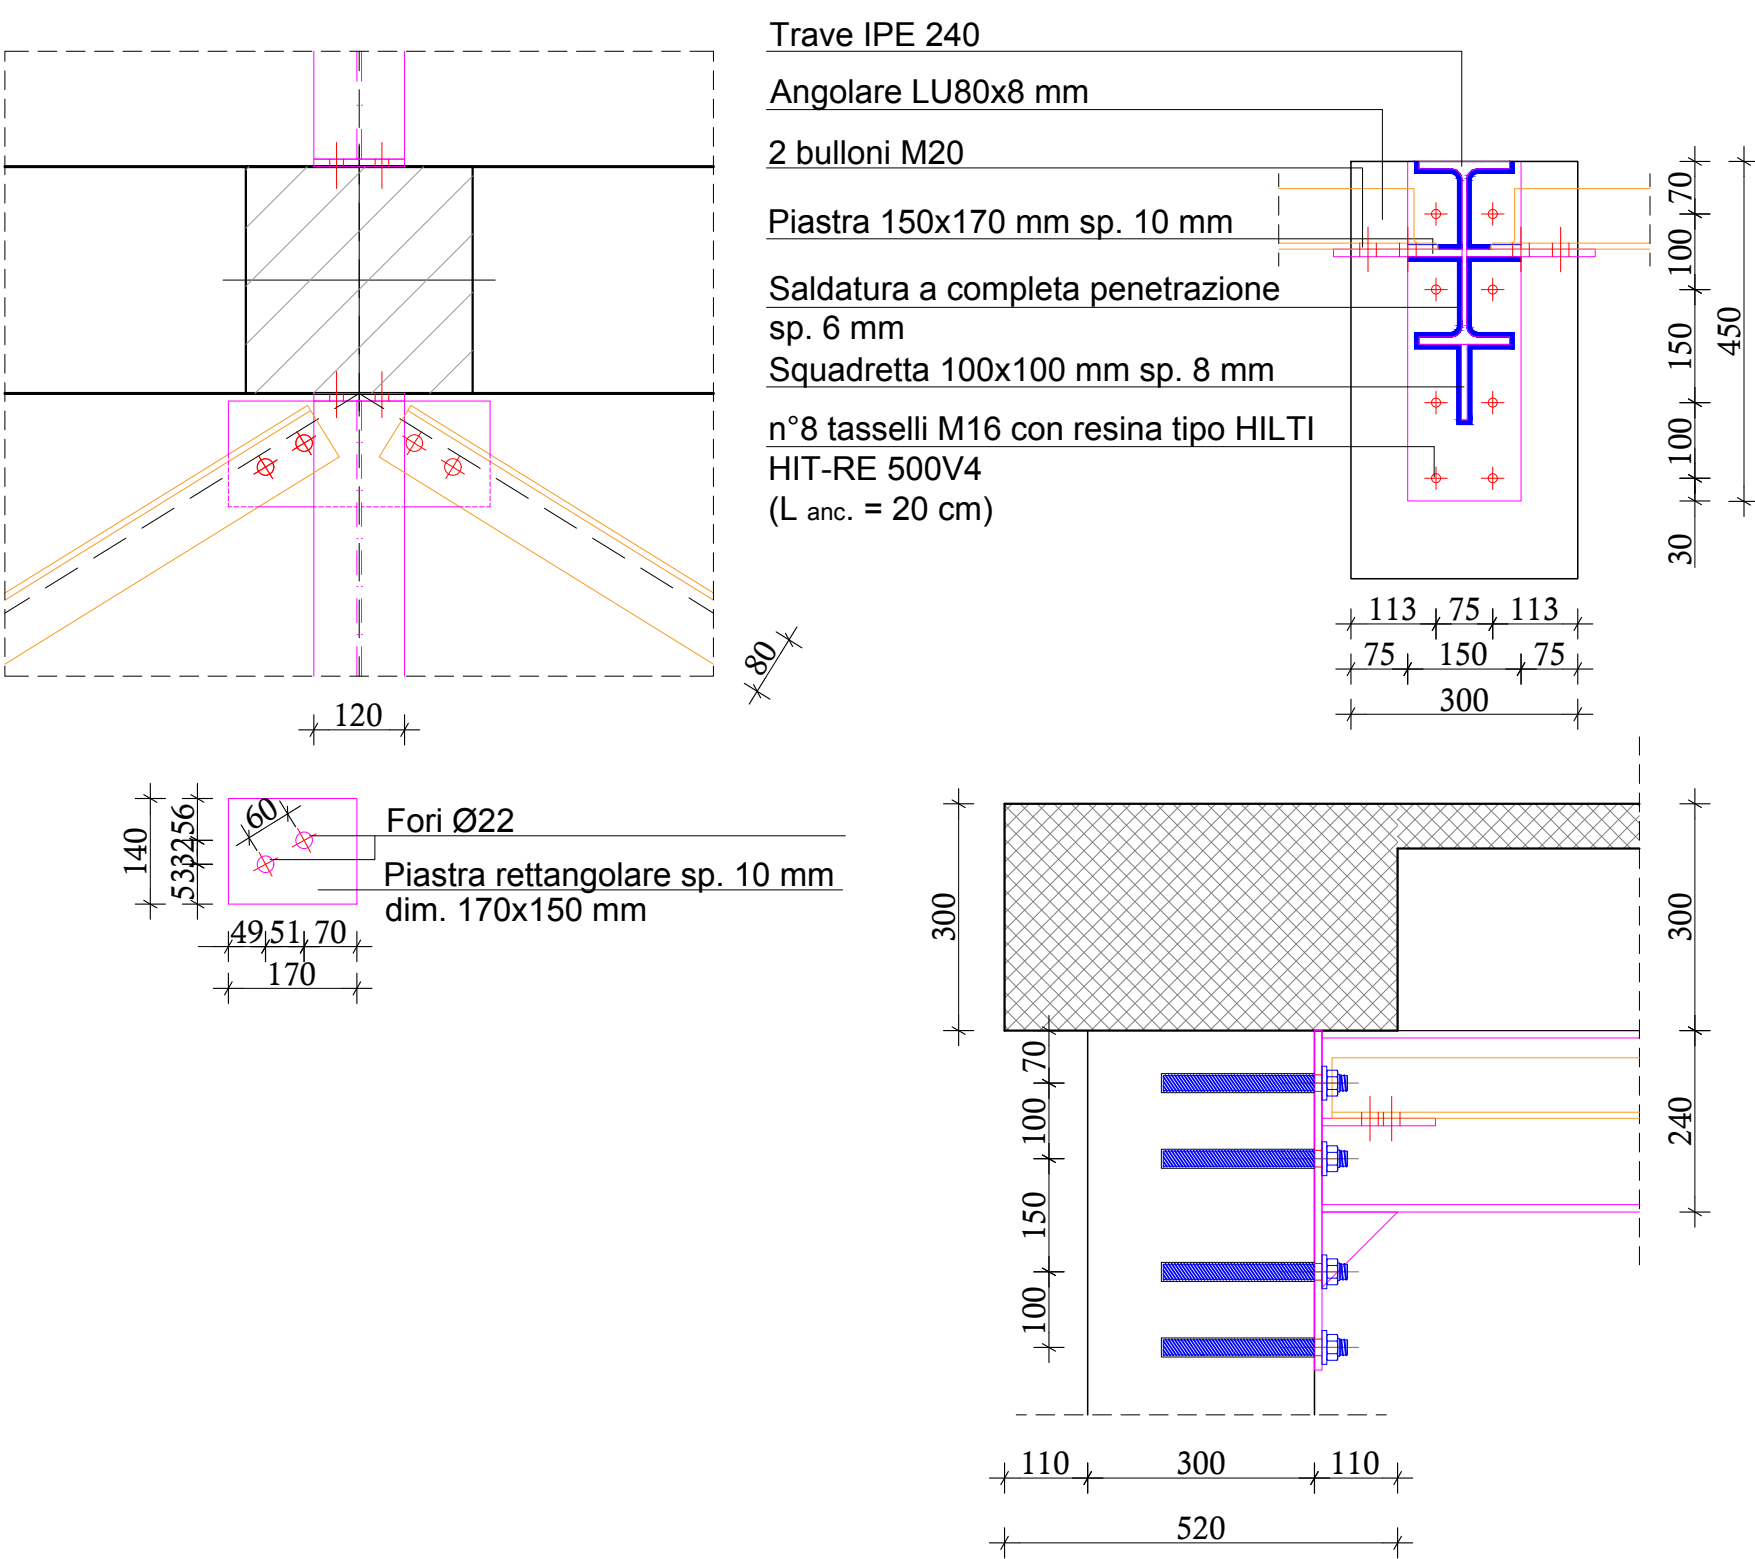 Trave IPE 240
Angolare LU80x8 mm
2 bulloni M20
Piastra 150x170 mm sp. 10 mm
Saldatura a completa penetrazione
sp. 6 mm
Squadretta 100x100 mm sp. 8 mm
n°8 tasselli M16 con resina tipo HILTI
HIT-RE 500V4
(L anc. = 20 cm)
70
100
150
100
30
450
113 75 113
75 150 75
300
80
120
140
56
32
53
60
Fori Ø22
Piastra rettangolare sp. 10 mm
dim. 170x150 mm
49 51 70
170
300
300
240
70
100
150
100
110 300 110
520